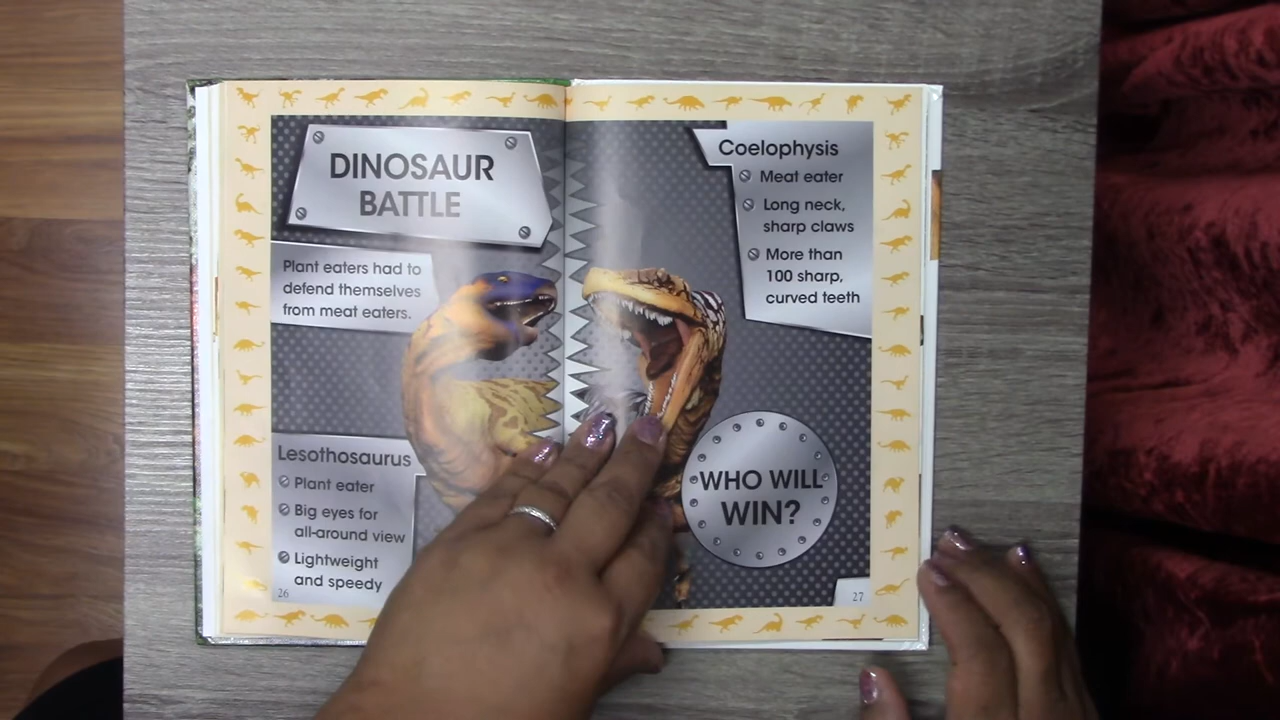 DINOSAUR
BATTLE
Plant eaters had to
defend themselves
from meat eaters.
Lesothosaurus
Plant eater
Big eyes for
all-around view
Lightweight
and speedy
26
Coelophysis
Meat eater
Long neck,
sharp claws
More than
100 sharp,
curved teeth
WHO WILL
WIN?
27